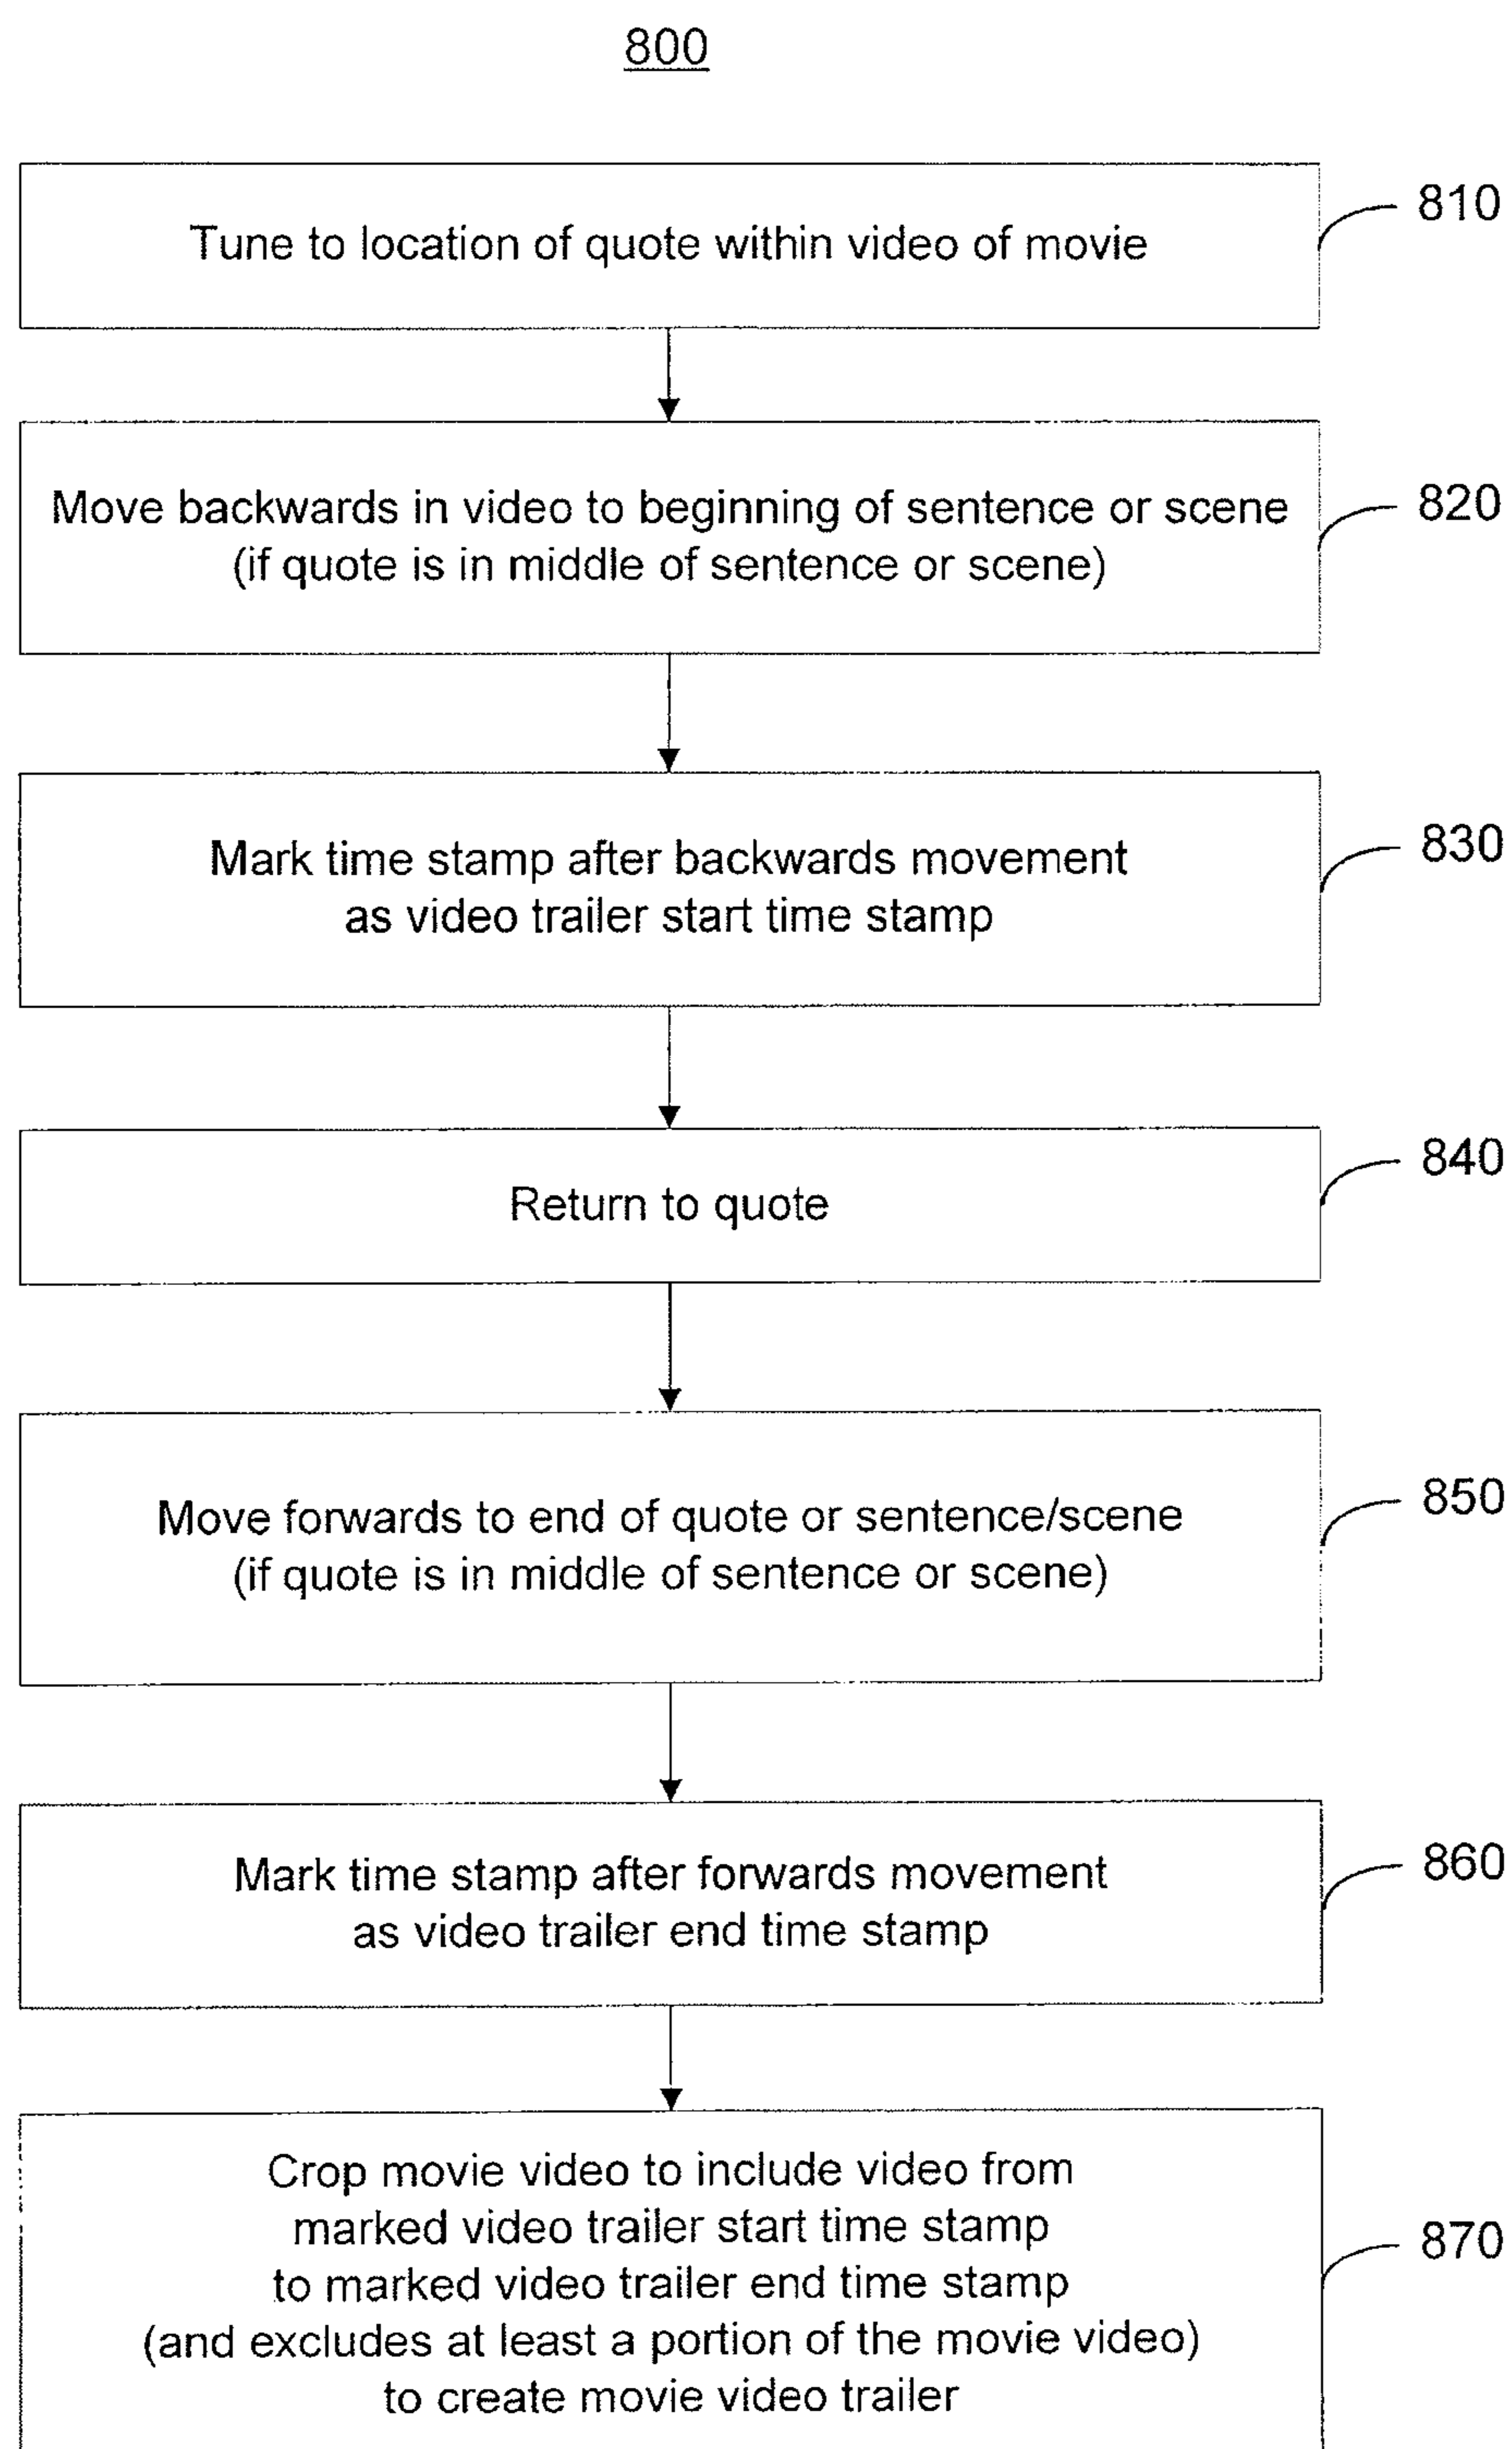 800
Tune to location of quote within video of movie
810
Move backwards in video to beginning of sentence or scene
(if quote is in middle of sentence or scene)
820
Mark time stamp after backwards movement
as video trailer start time stamp
830
Return to quote
840
Move forwards to end of quote or sentence/scene
(if quote is in middle of sentence or scene)
850
Mark time stamp after forwards movement
as video trailer end time stamp
860
Crop movie video to include video from
marked video trailer start time stamp
to marked video trailer end time stamp
(and excludes at least a portion of the movie video)
to create movie video trailer
870